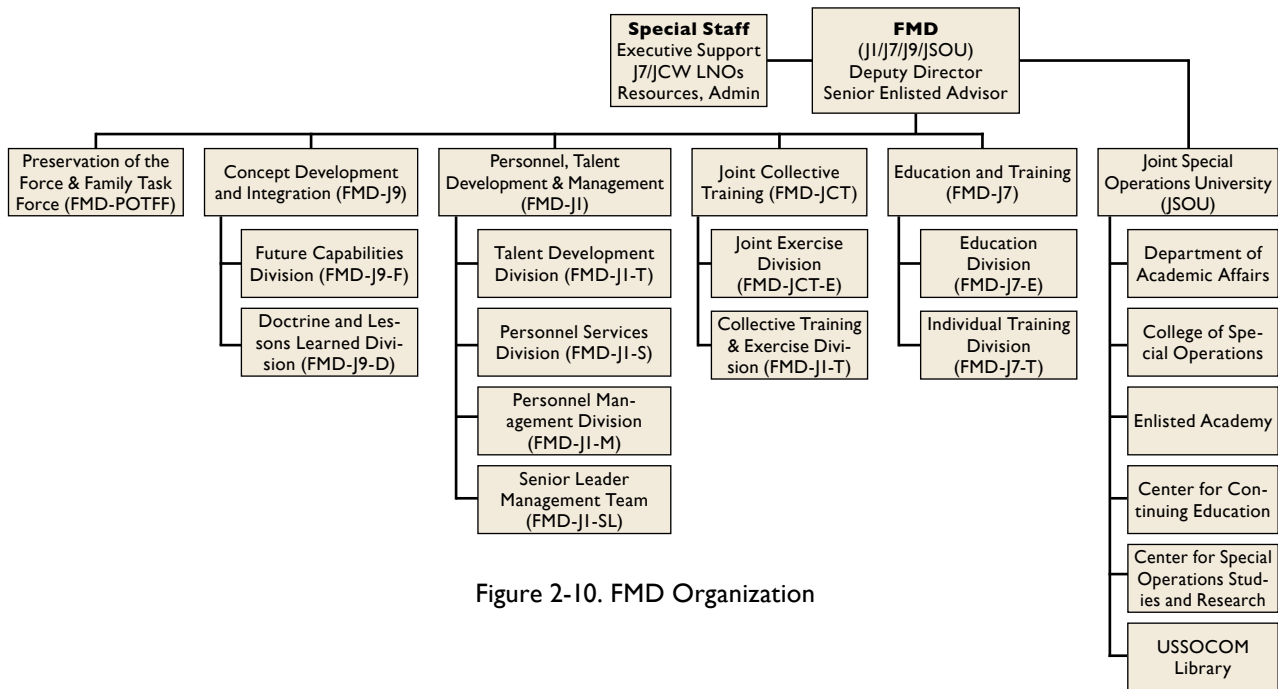 Special Staff
Executive Support
J7/JCW LNOs
Resources, Admin
FMD
(J1/J7/J9/JSOU)
Deputy Director
Senior Enlisted Advisor
Preservation of the
Force & Family Task
Force (FMD-POTFF)
Concept Development
and Integration (FMD-J9)
Future Capabilities
Division (FMD-J9-F)
Doctrine and Les-
sons Learned Divi-
sion (FMD-J9-D)
Personnel, Talent
Development & Management
(FMD-J1)
Talent Development
Division (FMD-J1-T)
Personnel Services
Division (FMD-J1-S)
Personnel Man-
agement Division
(FMD-J1-M)
Senior Leader
Management Team
(FMD-J1-SL)
Joint Collective
Training (FMD-JCT)
Joint Exercise
Division
(FMD-JCT-E)
Collective Training
& Exercise Divi-
sion (FMD-J1-T)
Education and Training
(FMD-J7)
Education
Division
(FMD-J7-E)
Individual Training
Division
(FMD-J7-T)
Joint Special
Operations University
(JSOU)
Department of
Academic Affairs
College of Spe-
cial Operations
Enlisted Academy
Center for Con-
tinuing Education
Center for Special
Operations Stud-
ies and Research
USSOCOM
Library
Figure 2-10. FMD Organization